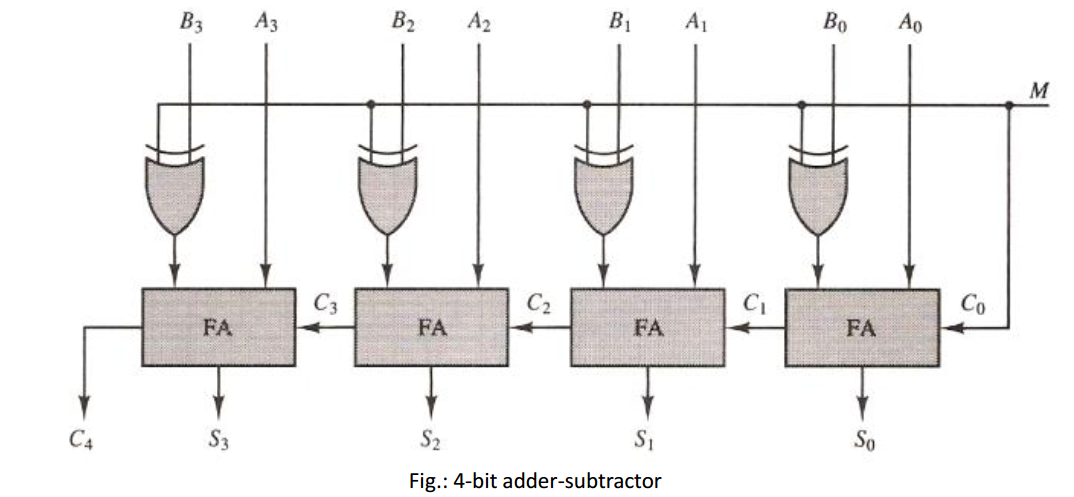 B3 A3 B2 A2 B1 A1 B0 A0
M
FA C3 FA C2 FA C1 FA C0
C4 S3 S2 S1 S0
Fig.: 4-bit adder-subtractor